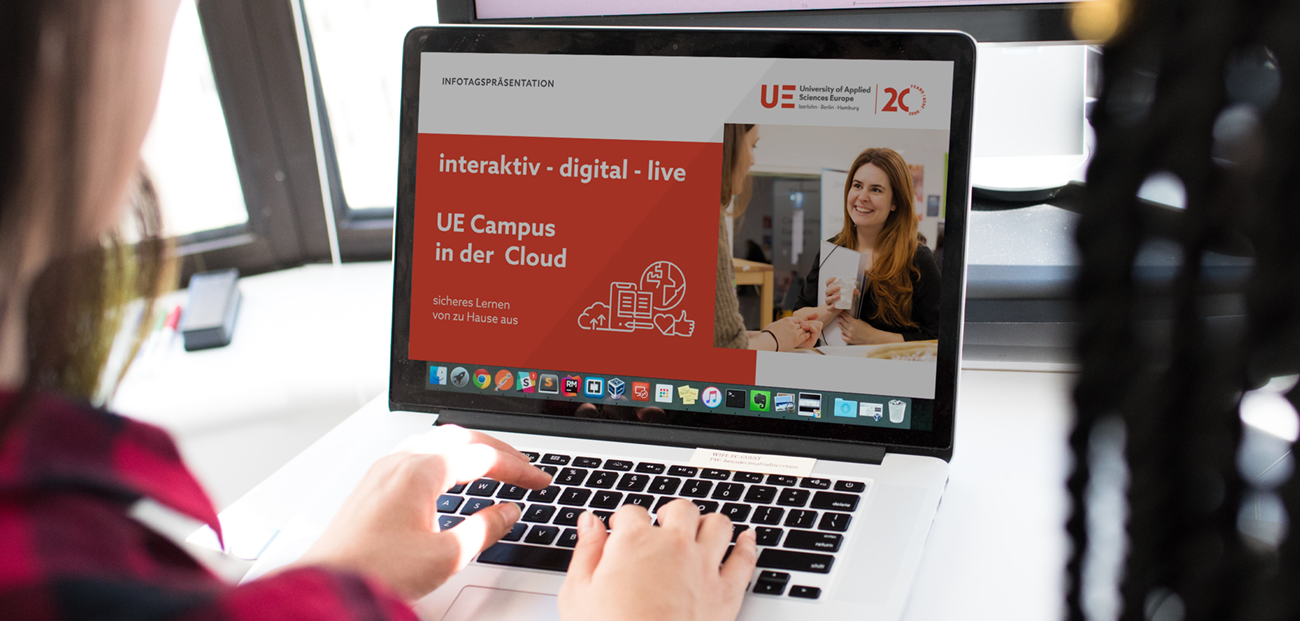 INFOTAGSPRÄSENTATION
UE University of Applied
Sciences Europe
Iserlohn · Berlin · Hamburg
20
interaktiv - digital - live
UE Campus
in der Cloud
sicheres Lernen
von zu Hause aus